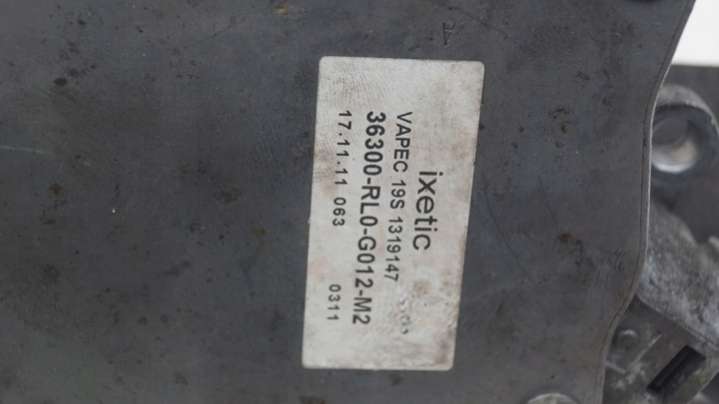 ixetic
VAPEC 19S 1319147
36300-RL0-G012-M2
17.11.11 063 0311